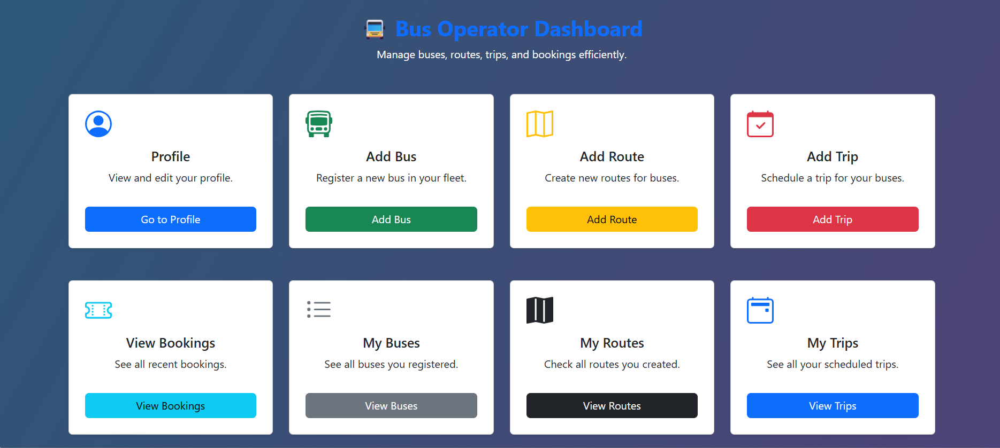 Bus Operator Dashboard
Manage buses, routes, trips, and bookings efficiently.
Profile
View and edit your profile.
Go to Profile
Add Bus
Register a new bus in your fleet.
Add Bus
Add Route
Create new routes for buses.
Add Route
Add Trip
Schedule a trip for your buses.
Add Trip
View Bookings
See all recent bookings.
View Bookings
My Buses
See all buses you registered.
View Buses
My Routes
Check all routes you created.
View Routes
My Trips
See all your scheduled trips.
View Trips